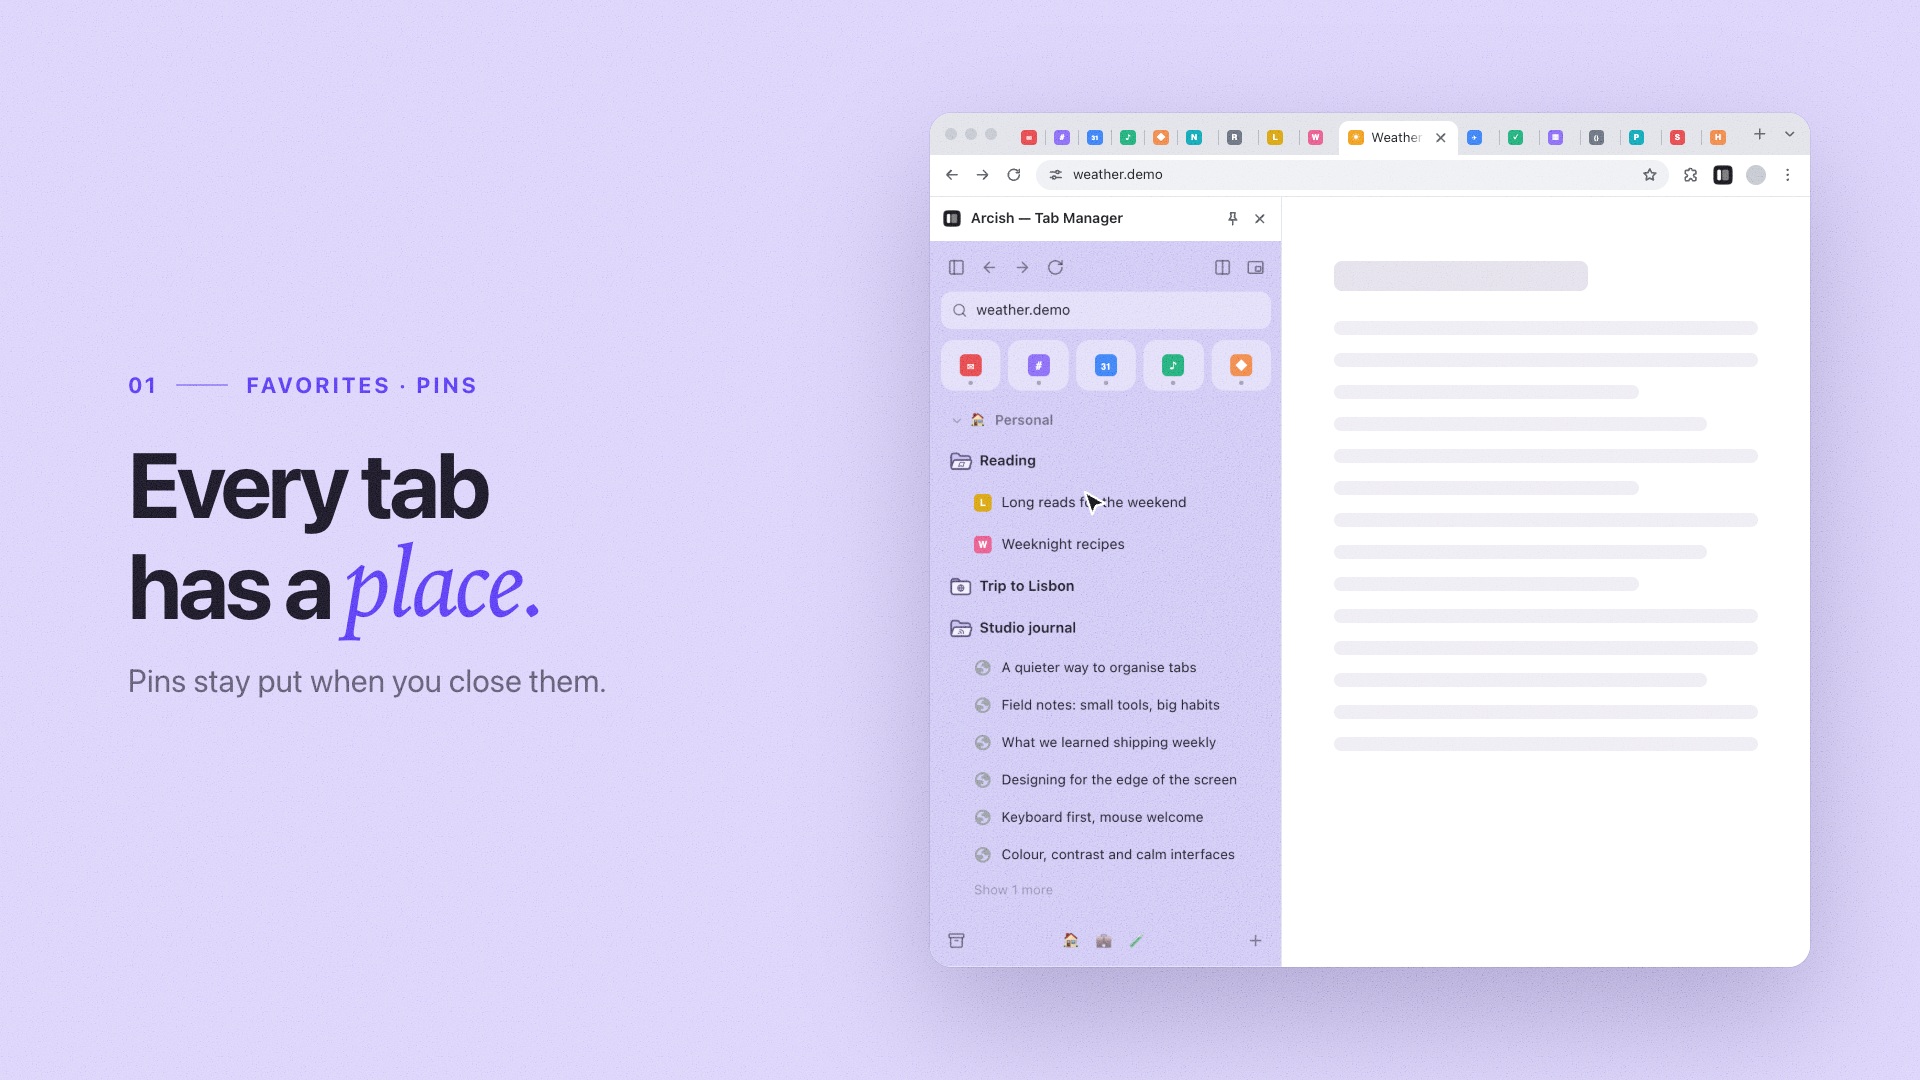 01 FAVORITES · PINS
Every tab
has a place.
Pins stay put when you close them.
# 31 N R L W Weather P S H
weather.demo
Arcish — Tab Manager
weather.demo
# 31
Personal
Reading
L Long reads the weekend
W Weeknight recipes
Trip to Lisbon
Studio journal
A quieter way to organise tabs
Field notes: small tools, big habits
What we learned shipping weekly
Designing for the edge of the screen
Keyboard first, mouse welcome
Colour, contrast and calm interfaces
Show 1 more